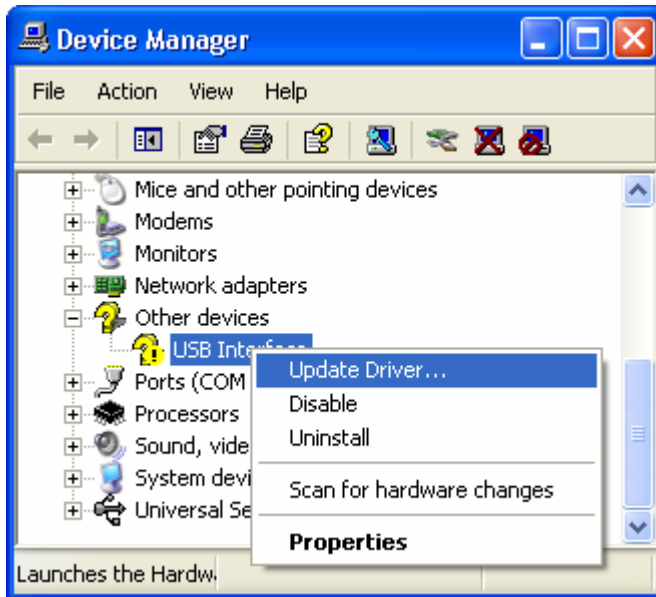 Device Manager
File Action View Help
Mice and other pointing devices
Modems
Monitors
Network adapters
Other devices
USB Interface
Update Driver...
Ports (COM
Disable
Processors
Uninstall
Sound, vide
System devi
Scan for hardware changes
Universal Se
Properties
Launches the Hardw